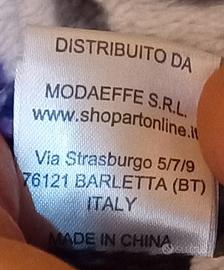 DISTRIBUITO DA
MODAEFFE S.R.L.
www.shopartonline.it
Via Strasburgo 5/7/9
76121 BARLETTA (BT)
ITALY
MADE IN CHINA